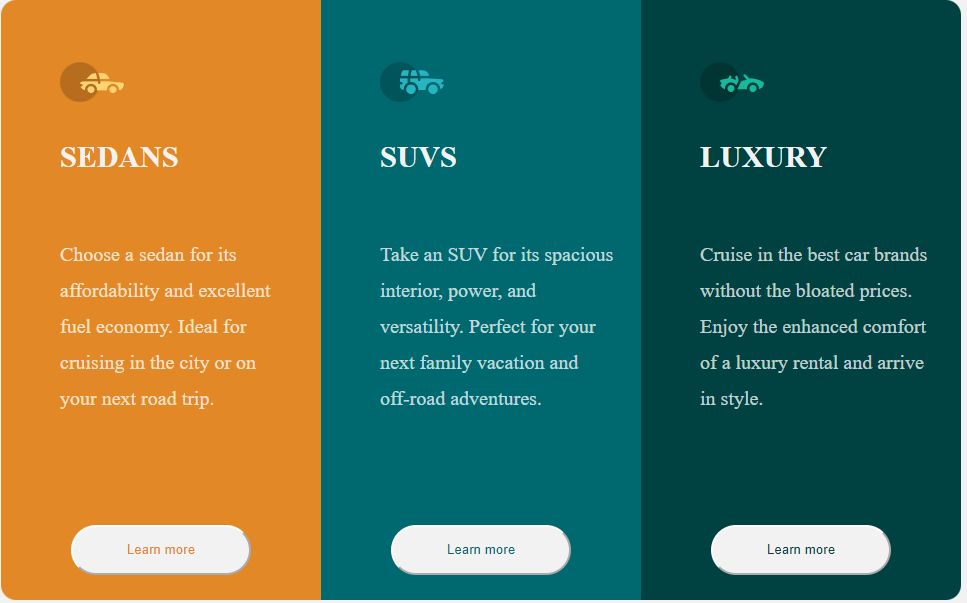 SEDANS
Choose a sedan for its
affordability and excellent
fuel economy. Ideal for
cruising in the city or on
your next road trip.
Learn more
SUVS
Take an SUV for its spacious
interior, power, and
versatility. Perfect for your
next family vacation and
off-road adventures.
Learn more
LUXURY
Cruise in the best car brands
without the bloated prices.
Enjoy the enhanced comfort
of a luxury rental and arrive
in style.
Learn more